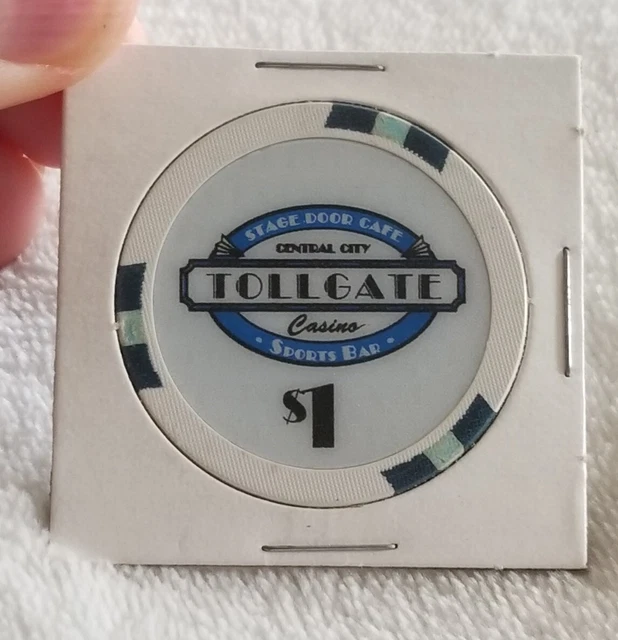 STAGE DOOR CAFE
CENTRAL CITY
TOLLGATE
Casino
• SPORTS BAR •
$1